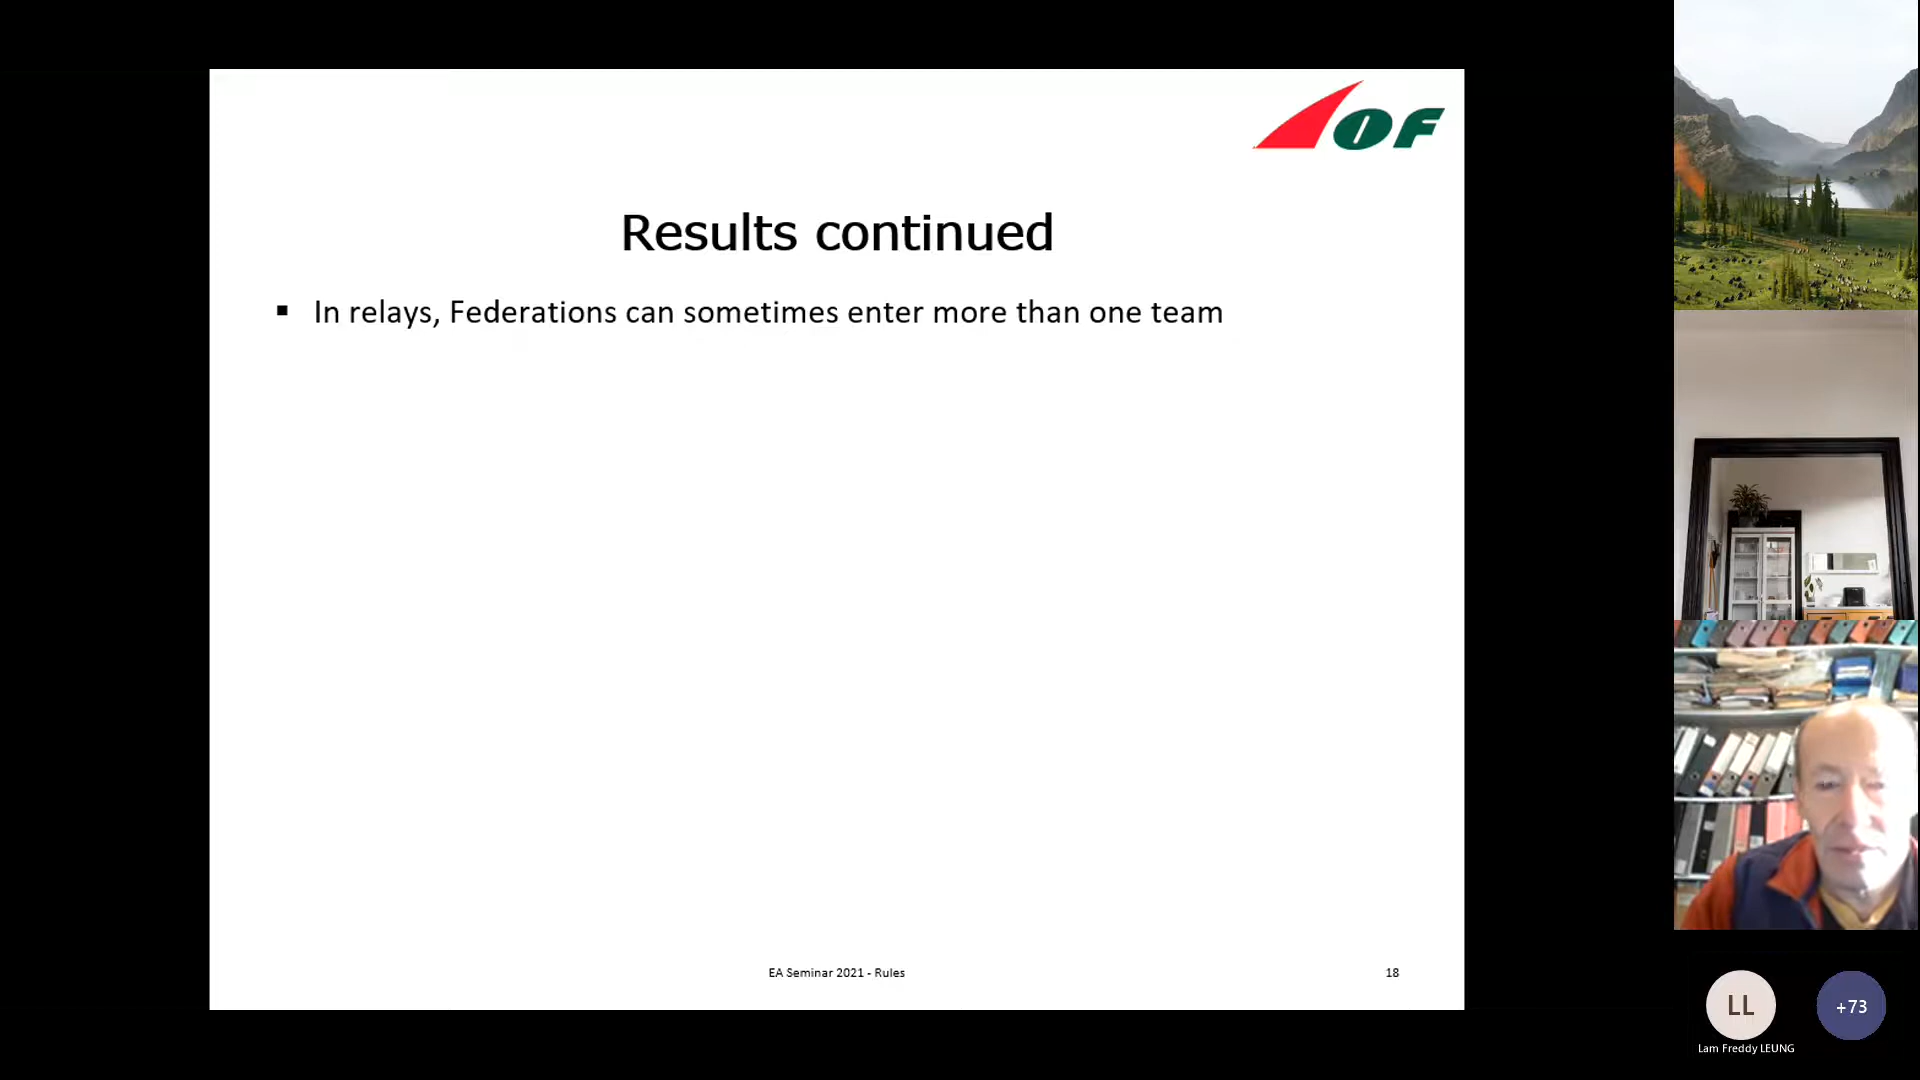 IOF
Results continued
▪ In relays, Federations can sometimes enter more than one team
EA Seminar 2021 - Rules
18
LL
+73
Lam Freddy LEUNG